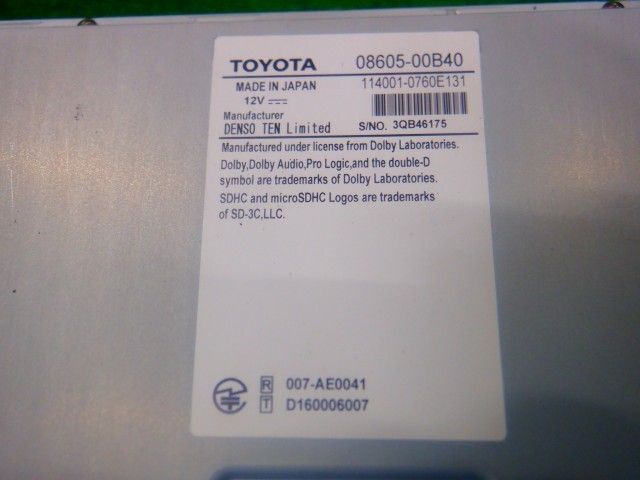 TOYOTA 08605-00B40
MADE IN JAPAN 114001-0760E131
12V
Manufacturer
DENSO TEN Limited S/NO. 3QB46175
Manufactured under license from Dolby Laboratories.
Dolby,Dolby Audio,Pro Logic,and the double-D
symbol are trademarks of Dolby Laboratories.
SDHC and microSDHC Logos are trademarks
of SD-3C,LLC.
R 007-AE0041
T D160006007